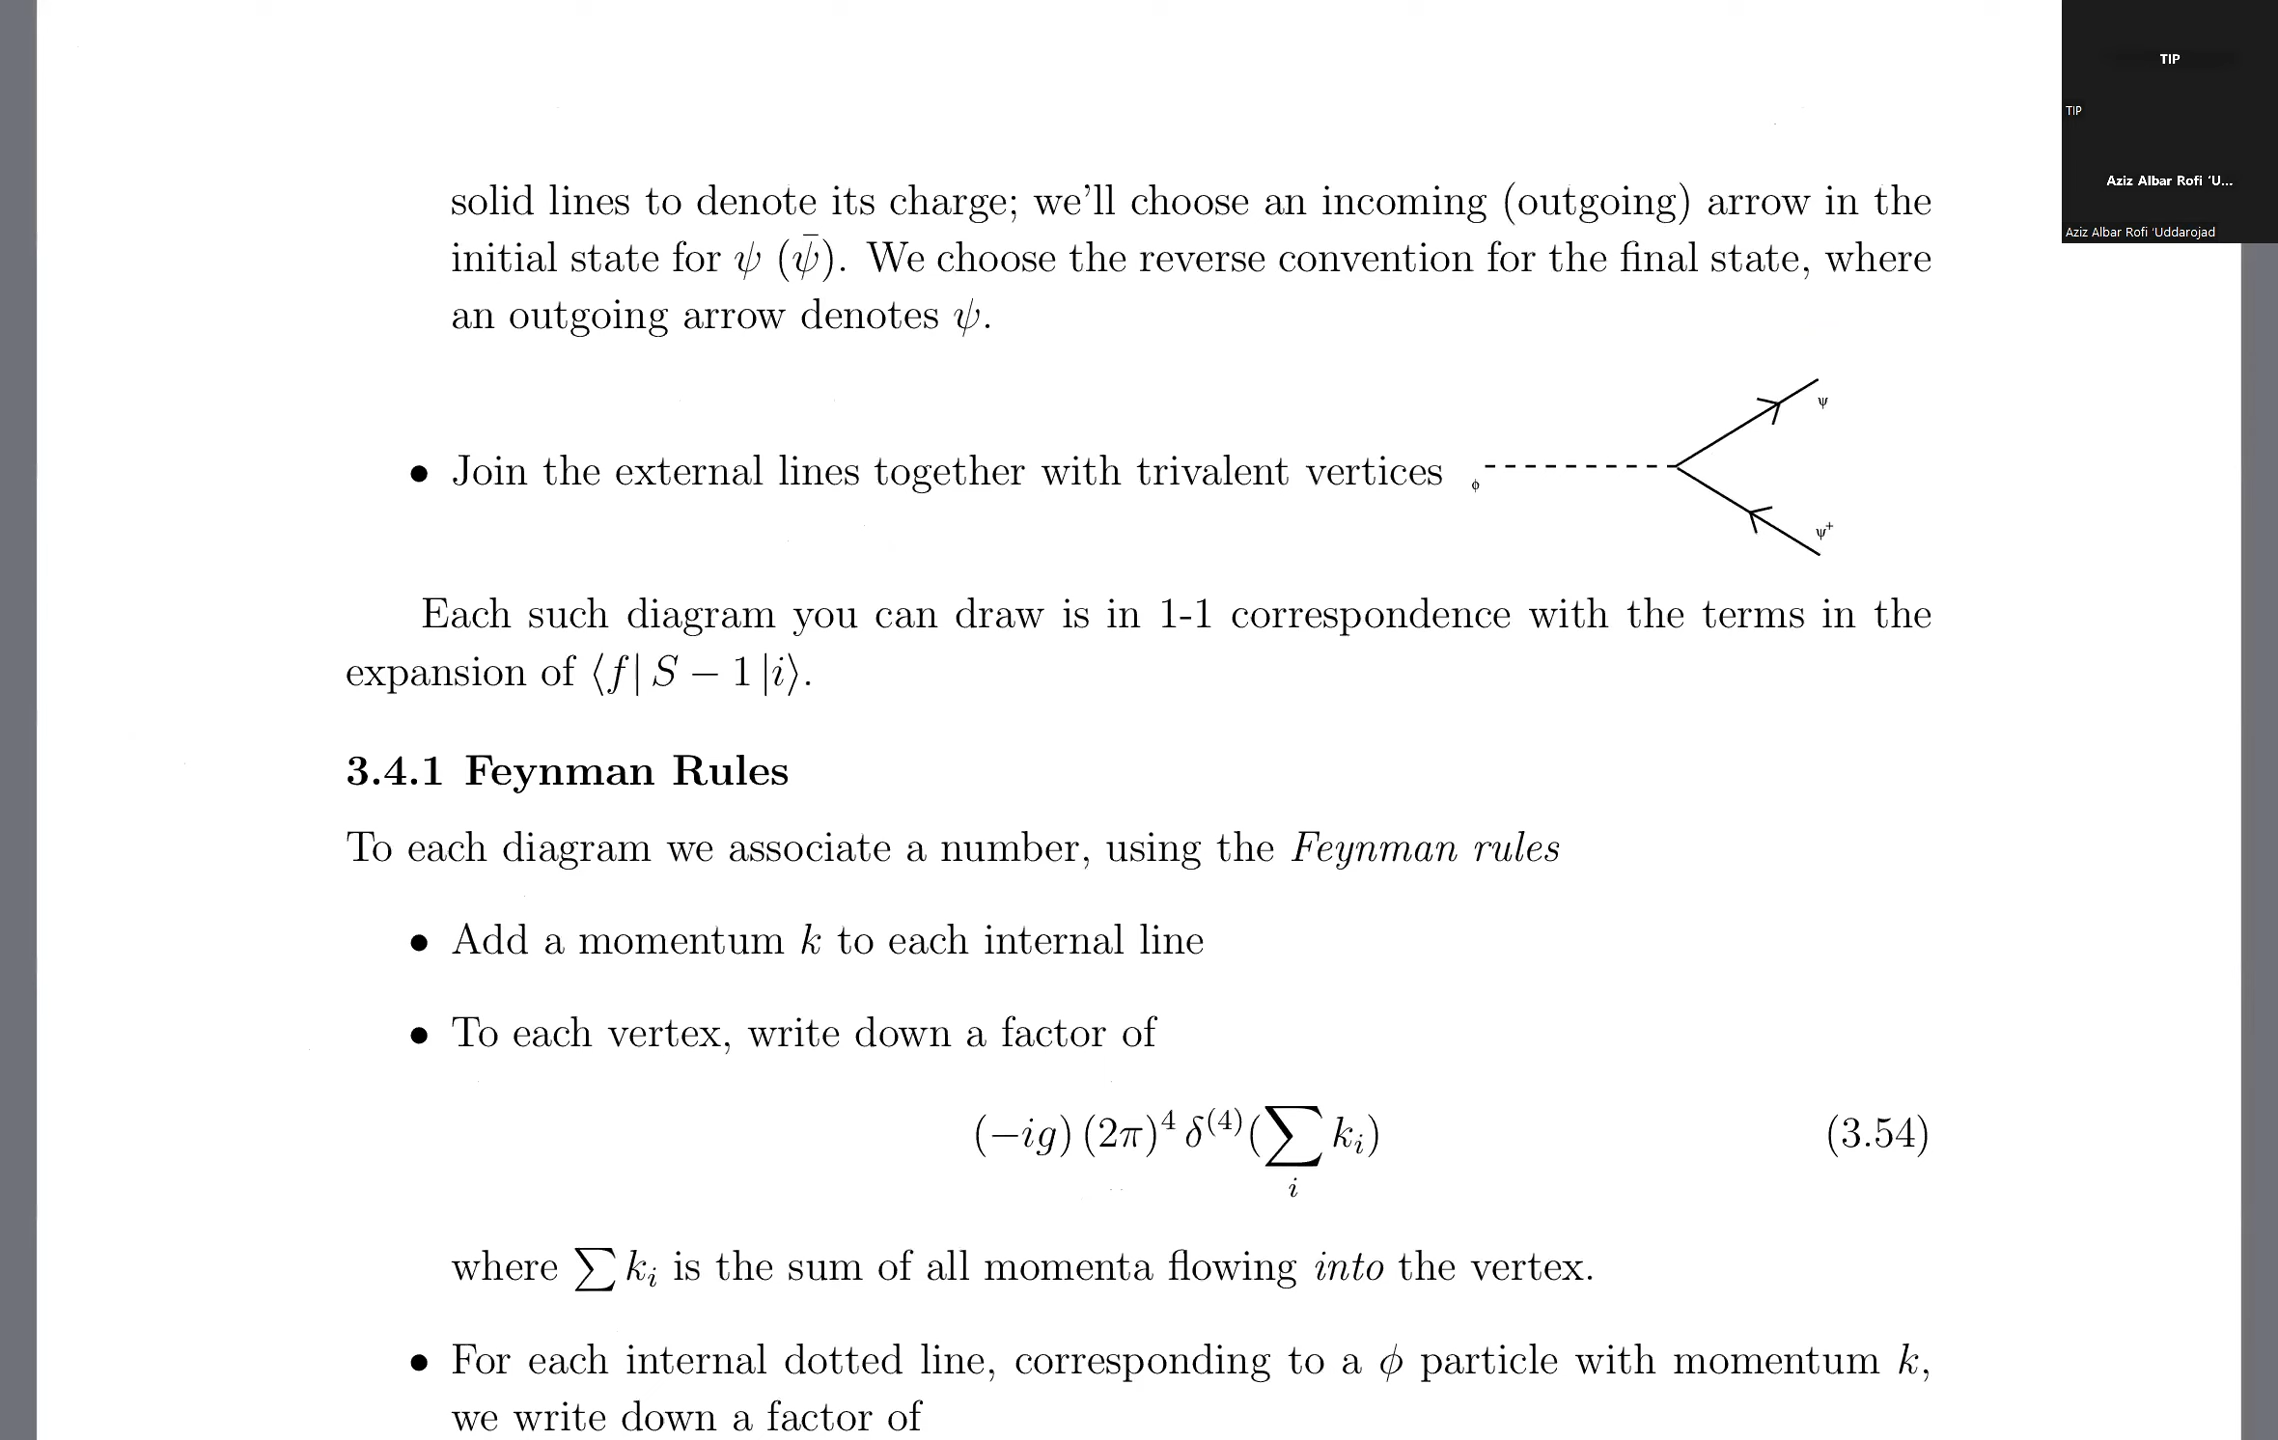 TIP
TIP
Aziz Albar Rofi ‘U...
Aziz Albar Rofi ‘Uddarojad
solid lines to denote its charge; we’ll choose an incoming (outgoing) arrow in the
initial state for ψ (ψ̄). We choose the reverse convention for the final state, where
an outgoing arrow denotes ψ.
ψ
• Join the external lines together with trivalent vertices
ϕ
ψ⁺
Each such diagram you can draw is in 1-1 correspondence with the terms in the
expansion of ⟨f| S − 1 |i⟩.
3.4.1 Feynman Rules
To each diagram we associate a number, using the Feynman rules
• Add a momentum k to each internal line
• To each vertex, write down a factor of
(−ig) (2π)⁴ δ⁽⁴⁾(∑ᵢ kᵢ) (3.54)
where ∑ kᵢ is the sum of all momenta flowing into the vertex.
• For each internal dotted line, corresponding to a ϕ particle with momentum k,
we write down a factor of